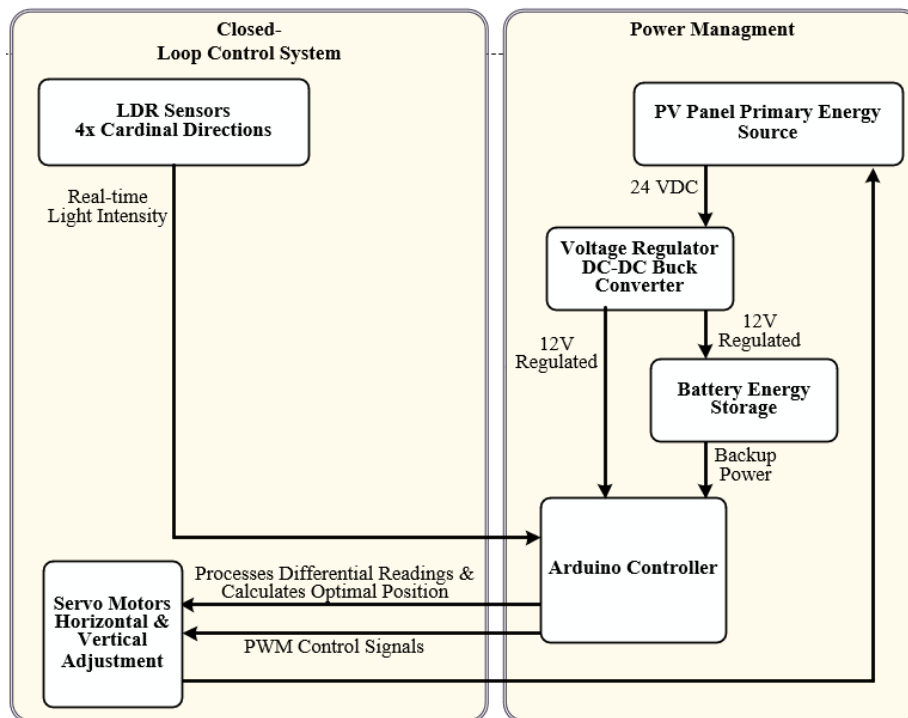 Closed-
Loop Control System
LDR Sensors
4x Cardinal Directions
Real-time
Light Intensity
Servo Motors
Horizontal &
Vertical
Adjustment
Processes Differential Readings &
Calculates Optimal Position
PWM Control Signals
Power Managment
PV Panel Primary Energy
Source
24 VDC
Voltage Regulator
DC-DC Buck
Converter
12V
Regulated
12V
Regulated
Battery Energy
Storage
Backup
Power
Arduino Controller